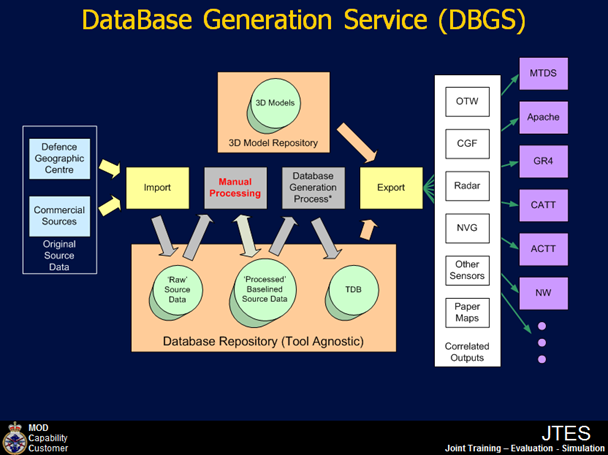 DataBase Generation Service (DBGS)
3D Models
3D Model Repository
Defence
Geographic
Centre
Commercial
Sources
Original
Source
Data
Import
Manual
Processing
Database
Generation
Process*
Export
'Raw'
Source
Data
'Processed'
Baselined
Source Data
TDB
Database Repository (Tool Agnostic)
OTW
CGF
Radar
NVG
Other
Sensors
Paper
Maps
Correlated
Outputs
MTDS
Apache
GR4
CATT
ACTT
NW
MOD
Capability
Customer
JTES
Joint Training – Evaluation - Simulation